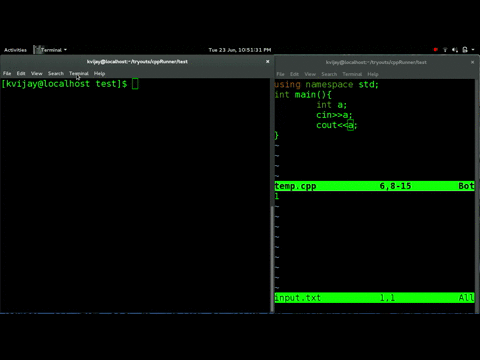 Activities Terminal Tue 23 Jun, 10:51:31 PM
kvijay@localhost:~/tryouts/cppRunner/test
File Edit View Search Terminal Help
[kvijay@localhost test]$
kvijay@localhost:~/tryouts/cppRunner/test
File Edit View Search Terminal Help
using namespace std;
int main(){
int a;
cin>>a;
cout<<a;
}
~
~
~
~
temp.cpp 6,8-15 Bot
1
~
~
~
~
~
~
~
~
input.txt 1,1 All